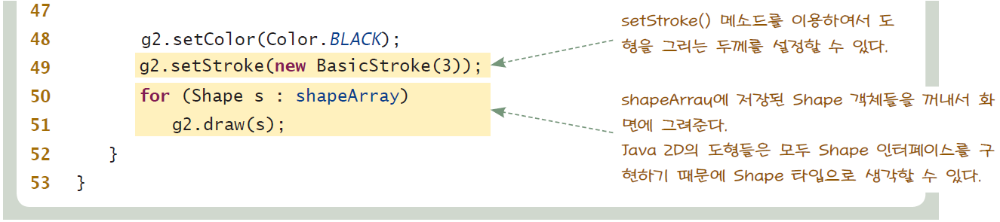 47
48 g2.setColor(Color.BLACK);
49 g2.setStroke(new BasicStroke(3));
50 for (Shape s : shapeArray)
51 g2.draw(s);
52 }
53 }
setStroke() 메소드를 이용하여서 도
형을 그리는 두께를 설정할 수 있다.
shapeArray에 저장된 Shape 객체들을 꺼내서 화
면에 그려준다.
Java 2D의 도형들은 모두 Shape 인터페이스를 구
현하기 때문에 Shape 타입으로 생각할 수 있다.